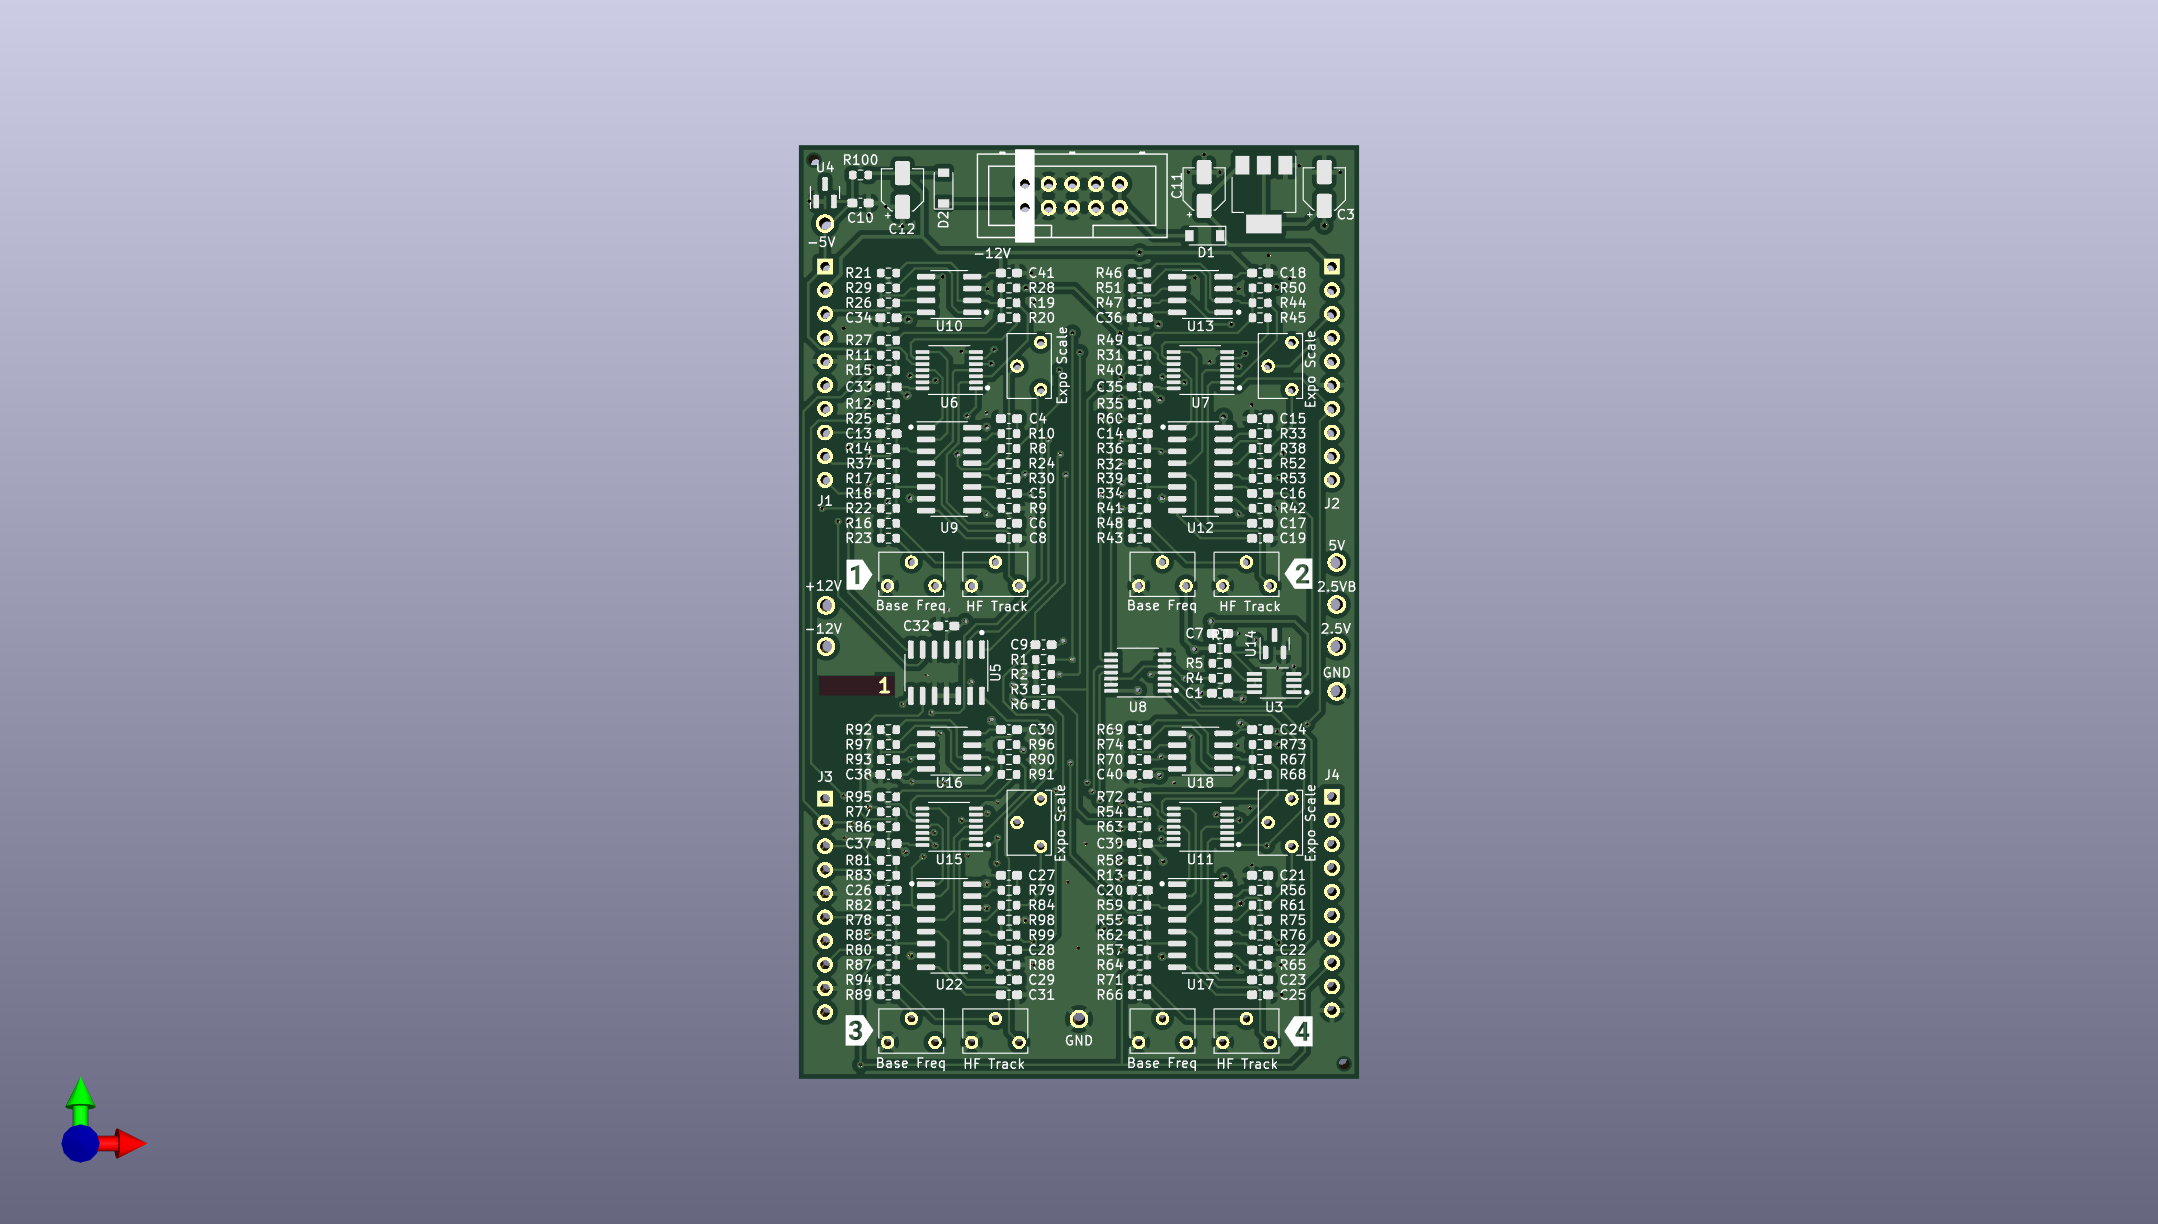 R100
U4
C10
-5V
C12
D2
-12V
C11
D1
C3
R21
R29
R26
C34
U10
C41
R28
R19
R20
R46
R51
R47
C36
U13
C18
R50
R44
R45
R27
R11
R15
C33
R12
R25
C13
R14
R37
R17
R18
R22
R16
R23
U6
Expo Scale
C4
R10
R8
R24
R30
C5
R9
C6
C8
U9
J1
R49
R31
R40
C35
R35
R60
C14
R36
R32
R39
R34
R41
R48
R43
U7
Expo Scale
C15
R33
R38
R52
R53
C16
R42
C17
C19
U12
J2
1
Base Freq
HF Track
Base Freq
HF Track
2
5V
2.5VB
2.5V
GND
+12V
-12V
1
C32
U5
C9
R1
R2
R3
R6
U8
C7
R5
R4
C1
U14
U3
R92
R97
R93
C38
U16
C30
R96
R90
R91
R69
R74
R70
C40
U18
C24
R73
R67
R68
J3
J4
R95
R77
R86
C37
R81
R83
C26
R82
R78
R85
R80
R87
R94
R89
U15
Expo Scale
C27
R79
R84
R98
R99
C28
R88
C29
C31
U22
R72
R54
R63
C39
R58
R13
C20
R59
R55
R62
R57
R64
R71
R66
U11
Expo Scale
C21
R56
R61
R75
R76
C22
R65
C23
C25
U17
3
Base Freq
HF Track
GND
Base Freq
HF Track
4